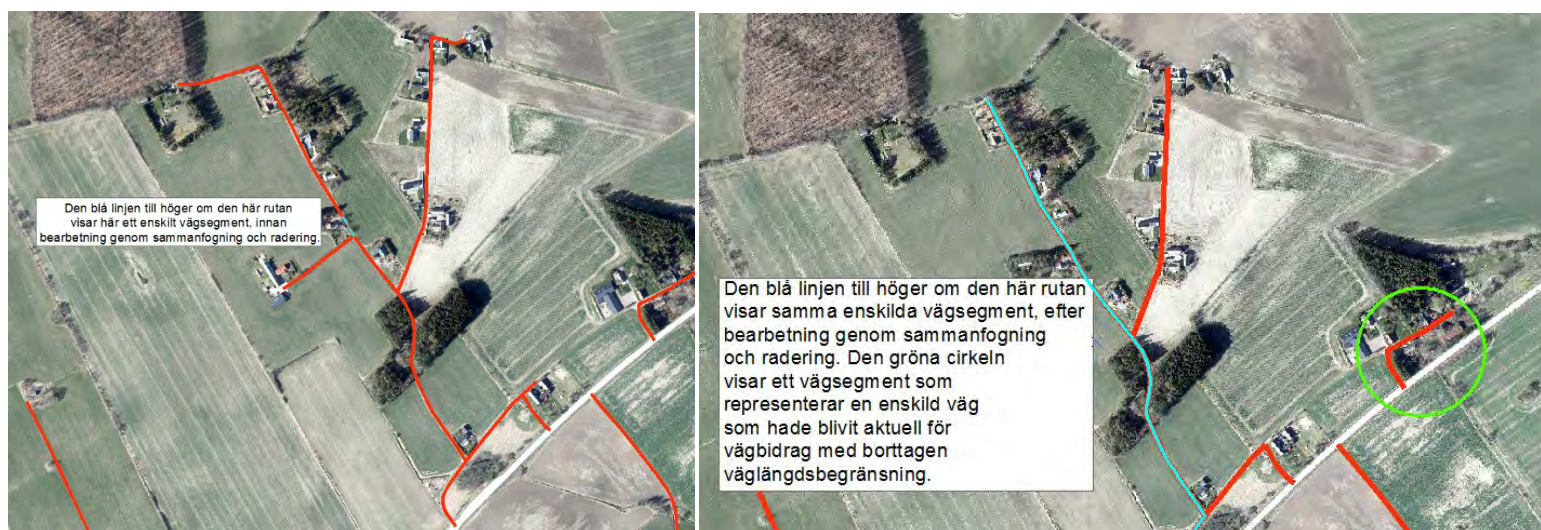 Den blå linjen till höger om den här rutan
visar här ett enskilt vägsegment, innan
bearbetning genom sammanfogning och radering.
Den blå linjen till höger om den här rutan
visar samma enskilda vägsegment, efter
bearbetning genom sammanfogning
och radering. Den gröna cirkeln
visar ett vägsegment som
representerar en enskild väg
som hade blivit aktuell för
vägbidrag med borttagen
väglängdsbegränsning.